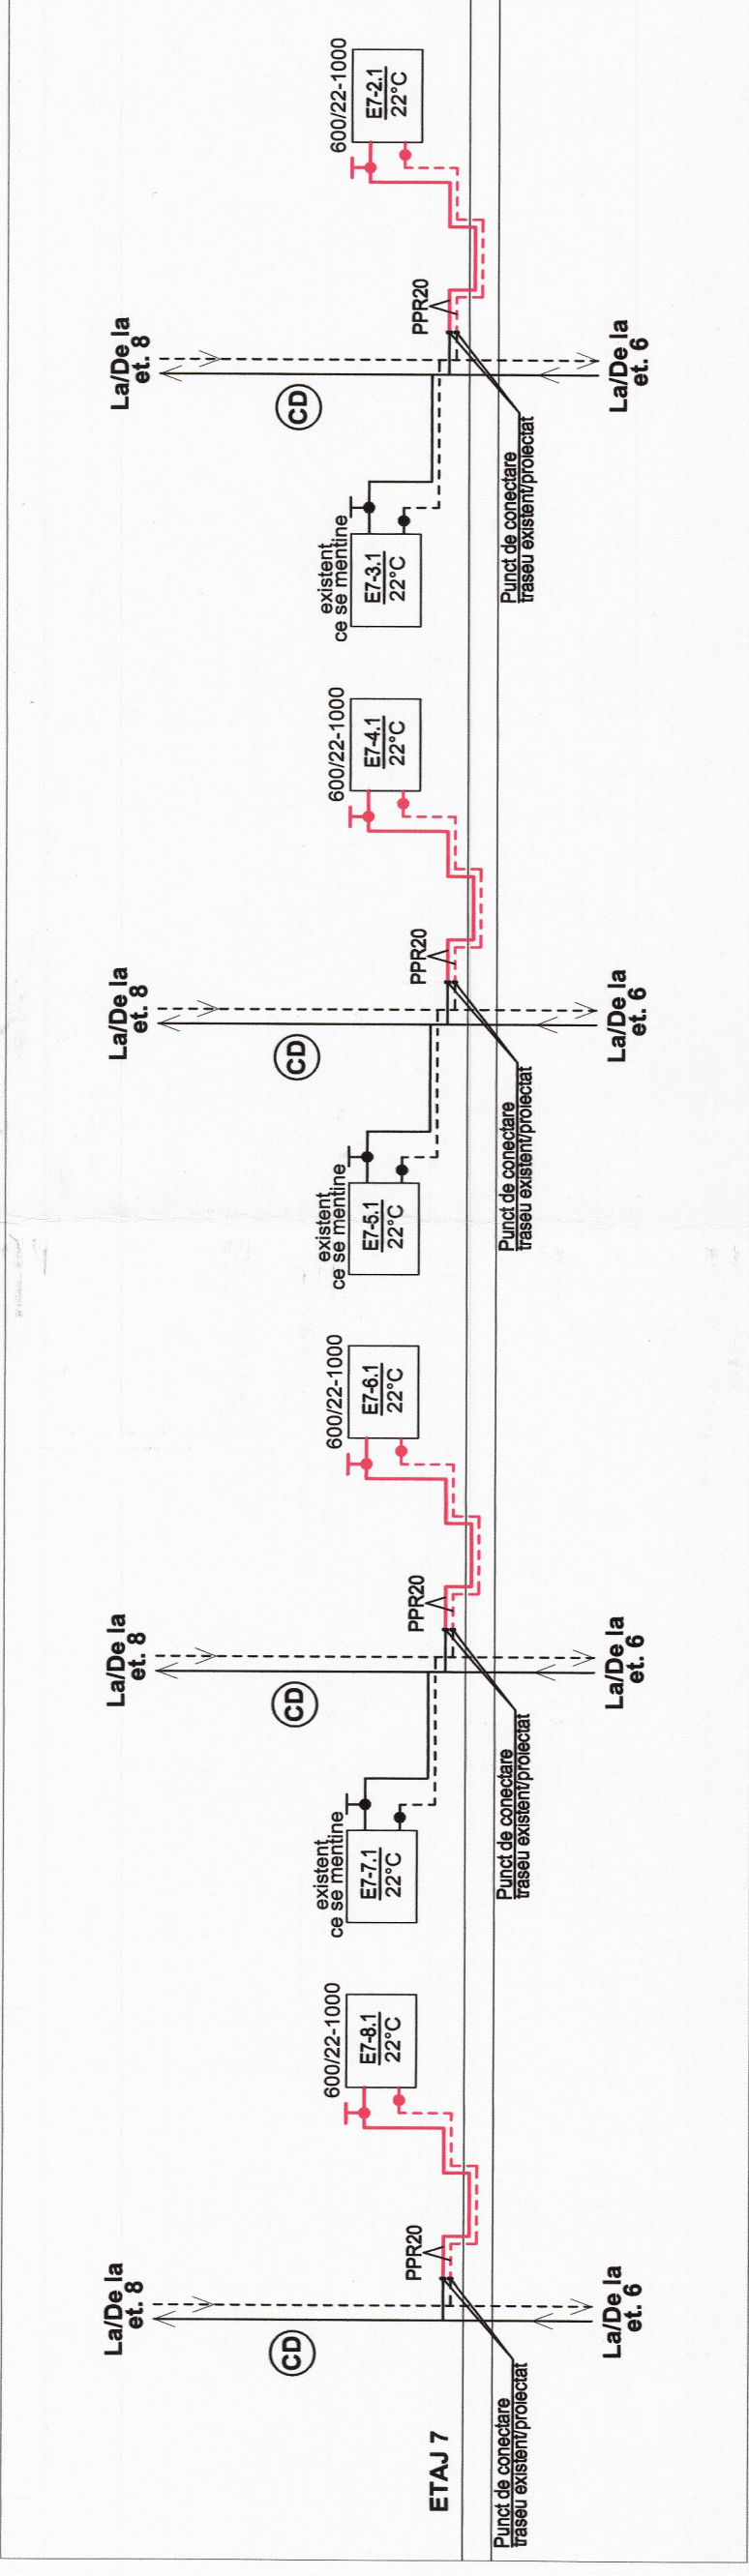 La/De la
et. 8
CD
600/22-1000
E7-8.1
22°C
PPR20
ETAJ 7
Punct de conectare
traseu existent/proiectat
La/De la
et. 6
La/De la
et. 8
CD
existent
ce se mentine
E7-7.1
22°C
600/22-1000
E7-6.1
22°C
PPR20
Punct de conectare
traseu existent/proiectat
La/De la
et. 6
La/De la
et. 8
CD
existent
ce se mentine
E7-5.1
22°C
600/22-1000
E7-4.1
22°C
PPR20
Punct de conectare
traseu existent/proiectat
La/De la
et. 6
La/De la
et. 8
CD
existent
ce se mentine
E7-3.1
22°C
600/22-1000
E7-2.1
22°C
PPR20
Punct de conectare
traseu existent/proiectat
La/De la
et. 6